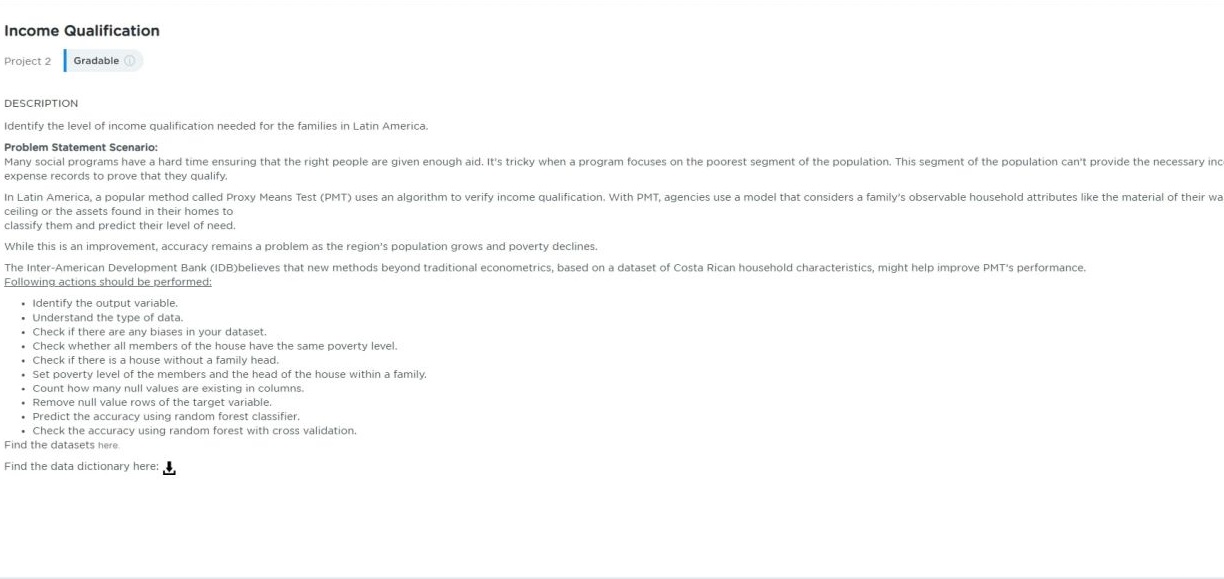 Income Qualification
Project 2 Gradable
DESCRIPTION
Identify the level of income qualification needed for the families in Latin America.
Problem Statement Scenario:
Many social programs have a hard time ensuring that the right people are given enough aid. It's tricky when a program focuses on the poorest segment of the population. This segment of the population can't provide the necessary inc
expense records to prove that they qualify.
In Latin America, a popular method called Proxy Means Test (PMT) uses an algorithm to verify income qualification. With PMT, agencies use a model that considers a family's observable household attributes like the material of their wa
ceiling or the assets found in their homes to
classify them and predict their level of need.
While this is an improvement, accuracy remains a problem as the region's population grows and poverty declines.
The Inter-American Development Bank (IDB)believes that new methods beyond traditional econometrics, based on a dataset of Costa Rican household characteristics, might help improve PMT's performance.
Following actions should be performed:
• Identify the output variable.
• Understand the type of data.
• Check if there are any biases in your dataset.
• Check whether all members of the house have the same poverty level.
• Check if there is a house without a family head.
• Set poverty level of the members and the head of the house within a family.
• Count how many null values are existing in columns.
• Remove null value rows of the target variable.
• Predict the accuracy using random forest classifier.
• Check the accuracy using random forest with cross validation.
Find the datasets here.
Find the data dictionary here: